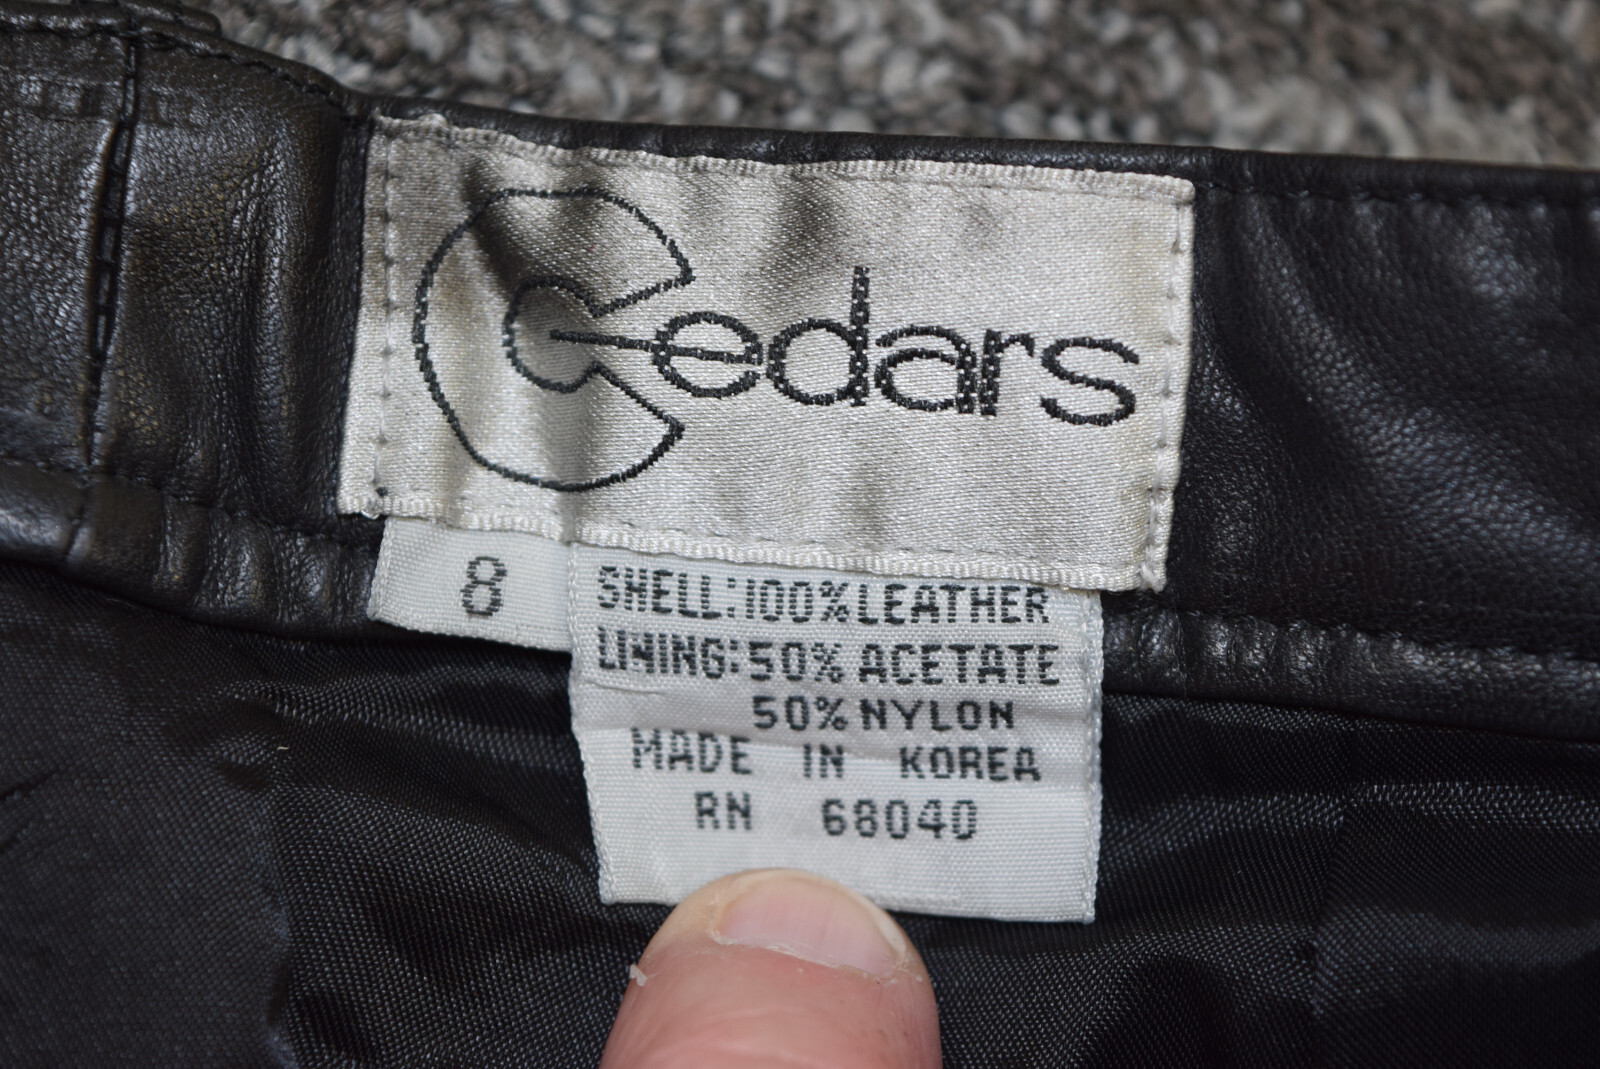 Cedars
8
SHELL:100%LEATHER
LINING:50% ACETATE
50% NYLON
MADE IN KOREA
RN 68040